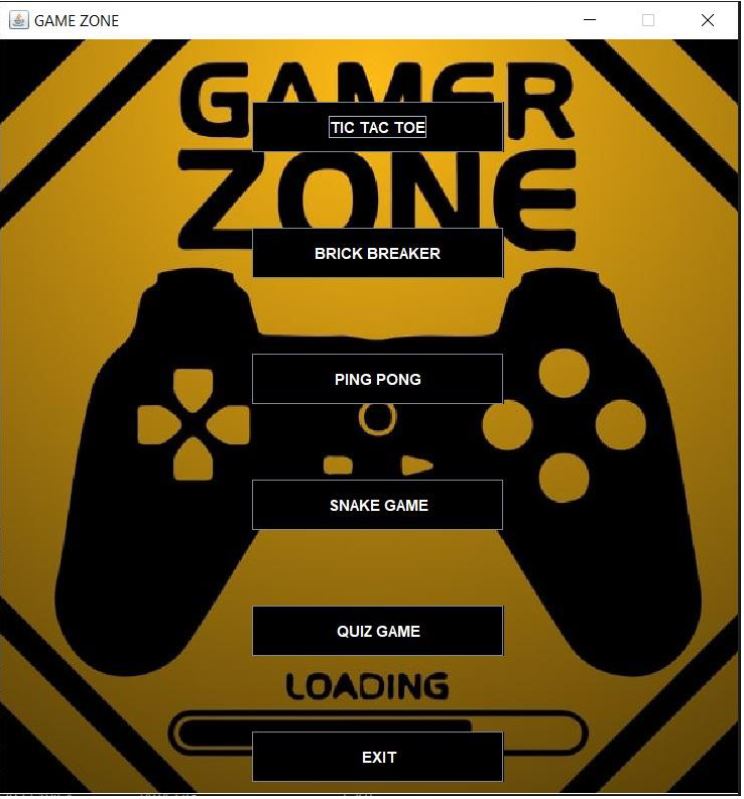 GAME ZONE
GAMER
TIC TAC TOE
ZONE
BRICK BREAKER
PING PONG
SNAKE GAME
QUIZ GAME
LOADING
EXIT